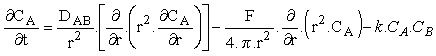 ∂C_A/∂t = D_AB/r² . [∂/∂r . (r² . ∂C_A/∂r)] − F/(4 . π . r²) . ∂/∂r . (r² . C_A) − k.C_A.C_B